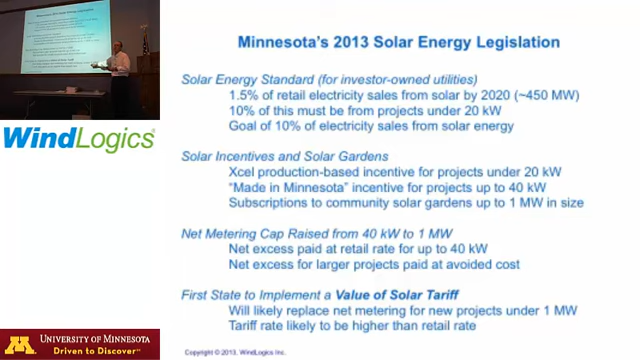 Minnesota's 2013 Solar Energy Legislation
Solar Energy Standard (for investor-owned utilities)
1.5% of retail electricity sales from solar by 2020 (~450 MW)
10% of this must be from projects under 20 kW
Goal of 10% of electricity sales from solar energy
Solar Incentives and Solar Gardens
Xcel production-based incentive for projects under 20 kW
"Made in Minnesota" incentive for projects up to 40 kW
Subscriptions to community solar gardens up to 1 MW in size
Net Metering Cap Raised from 40 kW to 1 MW
Net excess paid at retail rate for up to 40 kW
Net excess for larger projects paid at avoided cost
First State to Implement a Value of Solar Tariff
Will likely replace net metering for new projects under 1 MW
Tariff rate likely to be higher than retail rate
Copyright © 2013, WindLogics Inc.
WindLogics®
M
UNIVERSITY OF MINNESOTA
Driven to Discover℠